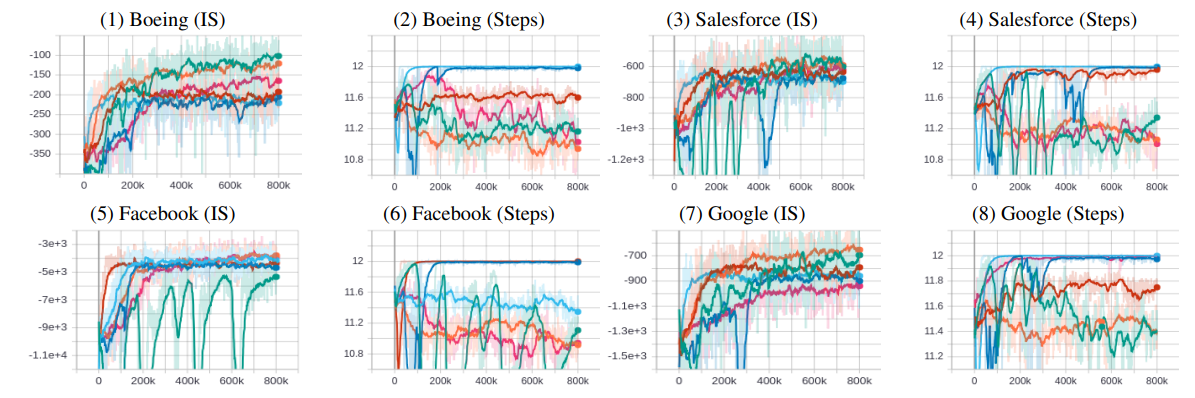 (1) Boeing (IS)
(2) Boeing (Steps)
(3) Salesforce (IS)
(4) Salesforce (Steps)
-100
-150
-200
-250
-300
-350
0 200k 400k 600k 800k
12
11.6
11.2
10.8
0 200k 400k 600k 800k
-600
-800
-1e+3
-1.2e+3
0 200k 400k 600k 800k
12
11.6
11.2
10.8
0 200k 400k 600k 800k
(5) Facebook (IS)
(6) Facebook (Steps)
(7) Google (IS)
(8) Google (Steps)
-3e+3
-5e+3
-7e+3
-9e+3
-1.1e+4
0 200k 400k 600k 800k
12
11.6
11.2
10.8
0 200k 400k 600k 800k
-700
-900
-1.1e+3
-1.3e+3
-1.5e+3
0 200k 400k 600k 800k
12
11.8
11.6
11.4
11.2
0 200k 400k 600k 800k